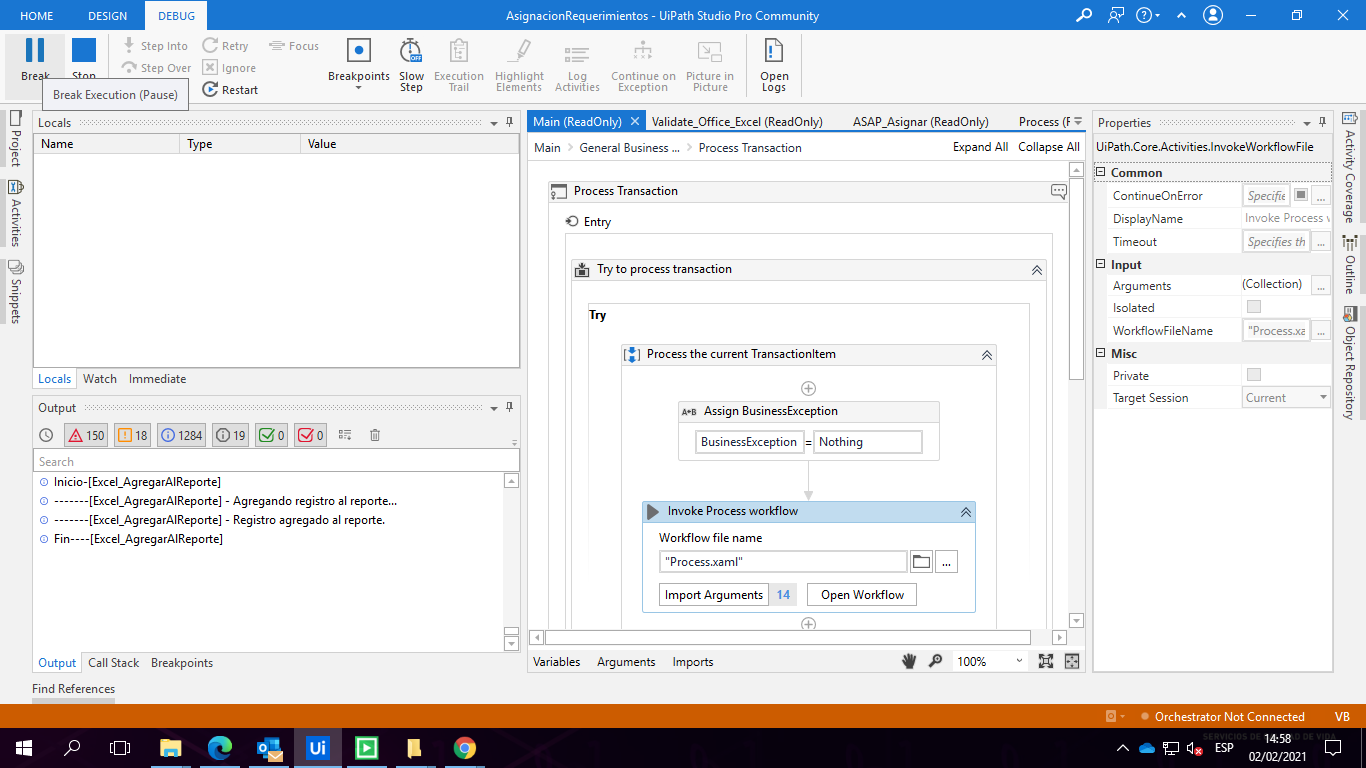 HOME DESIGN DEBUG AsignacionRequerimientos - UiPath Studio Pro Community
Break Stop
Step Into Retry Focus
Step Over Ignore
Restart
Breakpoints Slow Step Execution Trail Highlight Elements Log Activities Continue on Exception Picture in Picture Open Logs
Break Execution (Pause)
Project
Activities
Snippets
Locals
Name Type Value
Locals Watch Immediate
Output
150 18 1284 19 0 0
Search
Inicio-[Excel_AgregarAlReporte]
-------[Excel_AgregarAlReporte] - Agregando registro al reporte...
-------[Excel_AgregarAlReporte] - Registro agregado al reporte.
Fin----[Excel_AgregarAlReporte]
Output Call Stack Breakpoints
Find References
Main (ReadOnly) Validate_Office_Excel (ReadOnly) ASAP_Asignar (ReadOnly) Process (F
Main > General Business ... > Process Transaction Expand All Collapse All
Process Transaction
Entry
Try to process transaction
Try
Process the current TransactionItem
A+B Assign BusinessException
BusinessException = Nothing
Invoke Process workflow
Workflow file name
"Process.xaml" ...
Import Arguments 14 Open Workflow
Variables Arguments Imports 100%
Properties
UiPath.Core.Activities.InvokeWorkflowFile
Common
ContinueOnError Specifie ...
DisplayName Invoke Process w
Timeout Specifies th ...
Input
Arguments (Collection) ...
Isolated
WorkflowFileName "Process.xa ...
Misc
Private
Target Session Current
Activity Coverage
Outline
Object Repository
Orchestrator Not Connected VB
Ui
ESP
14:58
02/02/2021